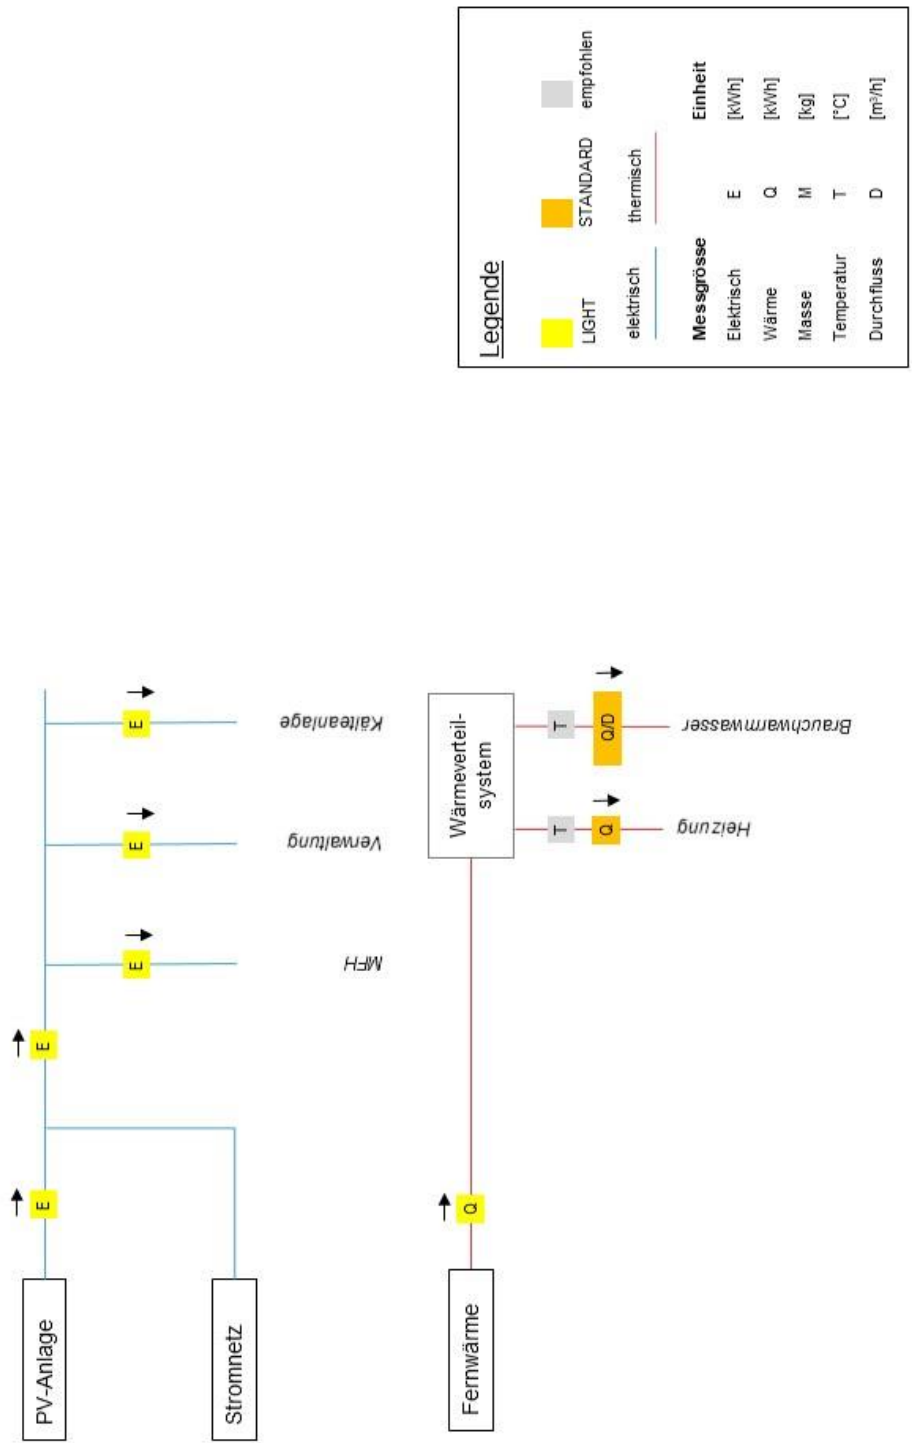 PV-Anlage
E
E
E
MFH
E
Verwaltung
E
Kälteanlage
Stromnetz
Fernwärme
Q
Wärmeverteil-
system
T
Q
Heizung
T
Q/D
Brauchwarmwasser
Legende
LIGHT STANDARD empfohlen
elektrisch thermisch
Messgrösse Einheit
Elektrisch E [kWh]
Wärme Q [kWh]
Masse M [kg]
Temperatur T [°C]
Durchfluss D [m³/h]